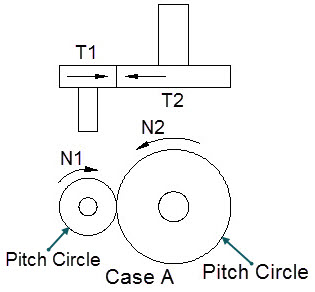 T1
T2
N2
N1
Pitch Circle
Pitch Circle
Case A